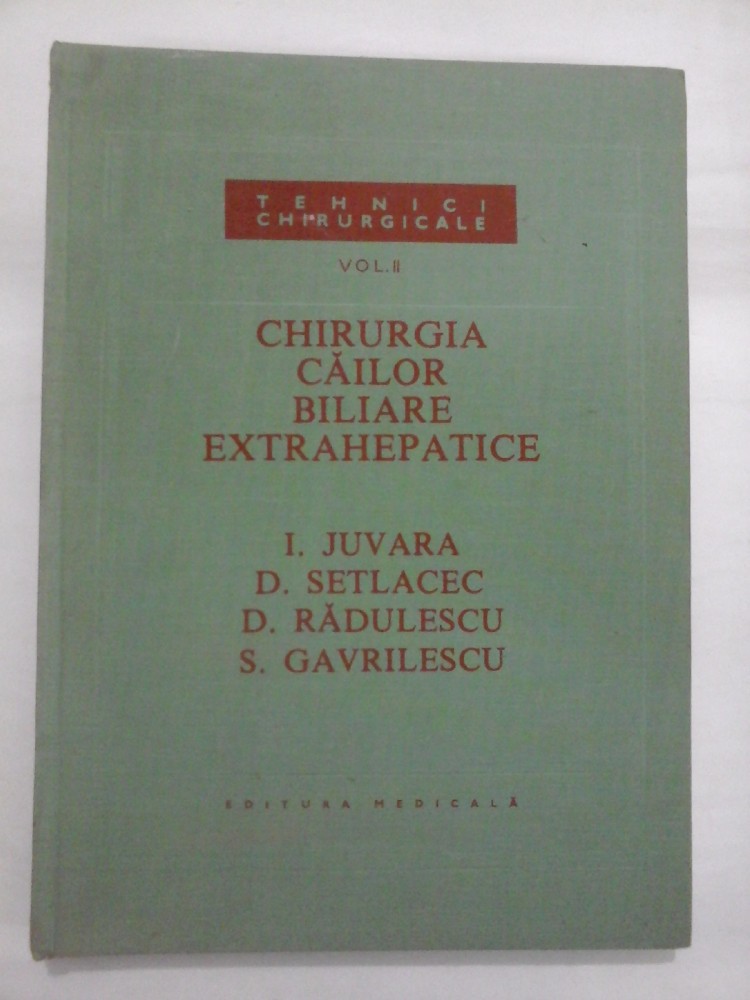 TEHNICI
CHIRURGICALE
VOL. II
CHIRURGIA
CĂILOR
BILIARE
EXTRAHEPATICE
I. JUVARA
D. SETLACEC
D. RĂDULESCU
S. GAVRILESCU
EDITURA MEDICALĂ